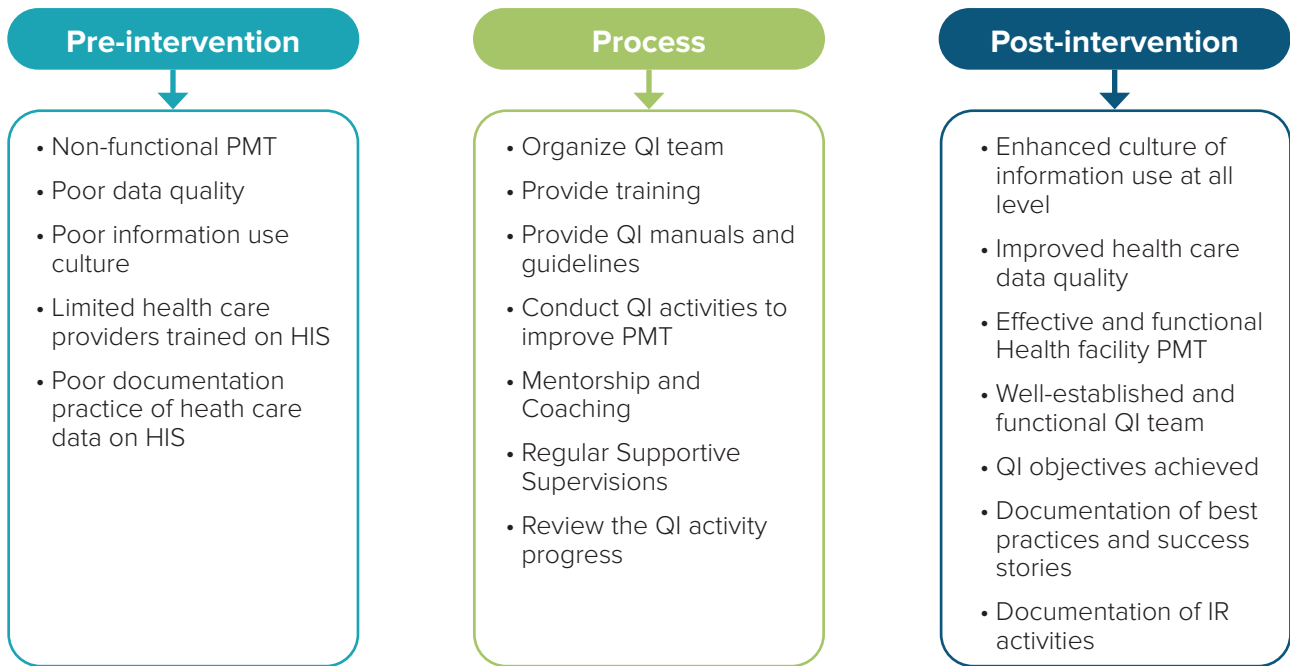 Pre-intervention
• Non-functional PMT
• Poor data quality
• Poor information use
culture
• Limited health care
providers trained on HIS
• Poor documentation
practice of heath care
data on HIS
Process
• Organize QI team
• Provide training
• Provide QI manuals and
guidelines
• Conduct QI activities to
improve PMT
• Mentorship and
Coaching
• Regular Supportive
Supervisions
• Review the QI activity
progress
Post-intervention
• Enhanced culture of
information use at all
level
• Improved health care
data quality
• Effective and functional
Health facility PMT
• Well-established and
functional QI team
• QI objectives achieved
• Documentation of best
practices and success
stories
• Documentation of IR
activities